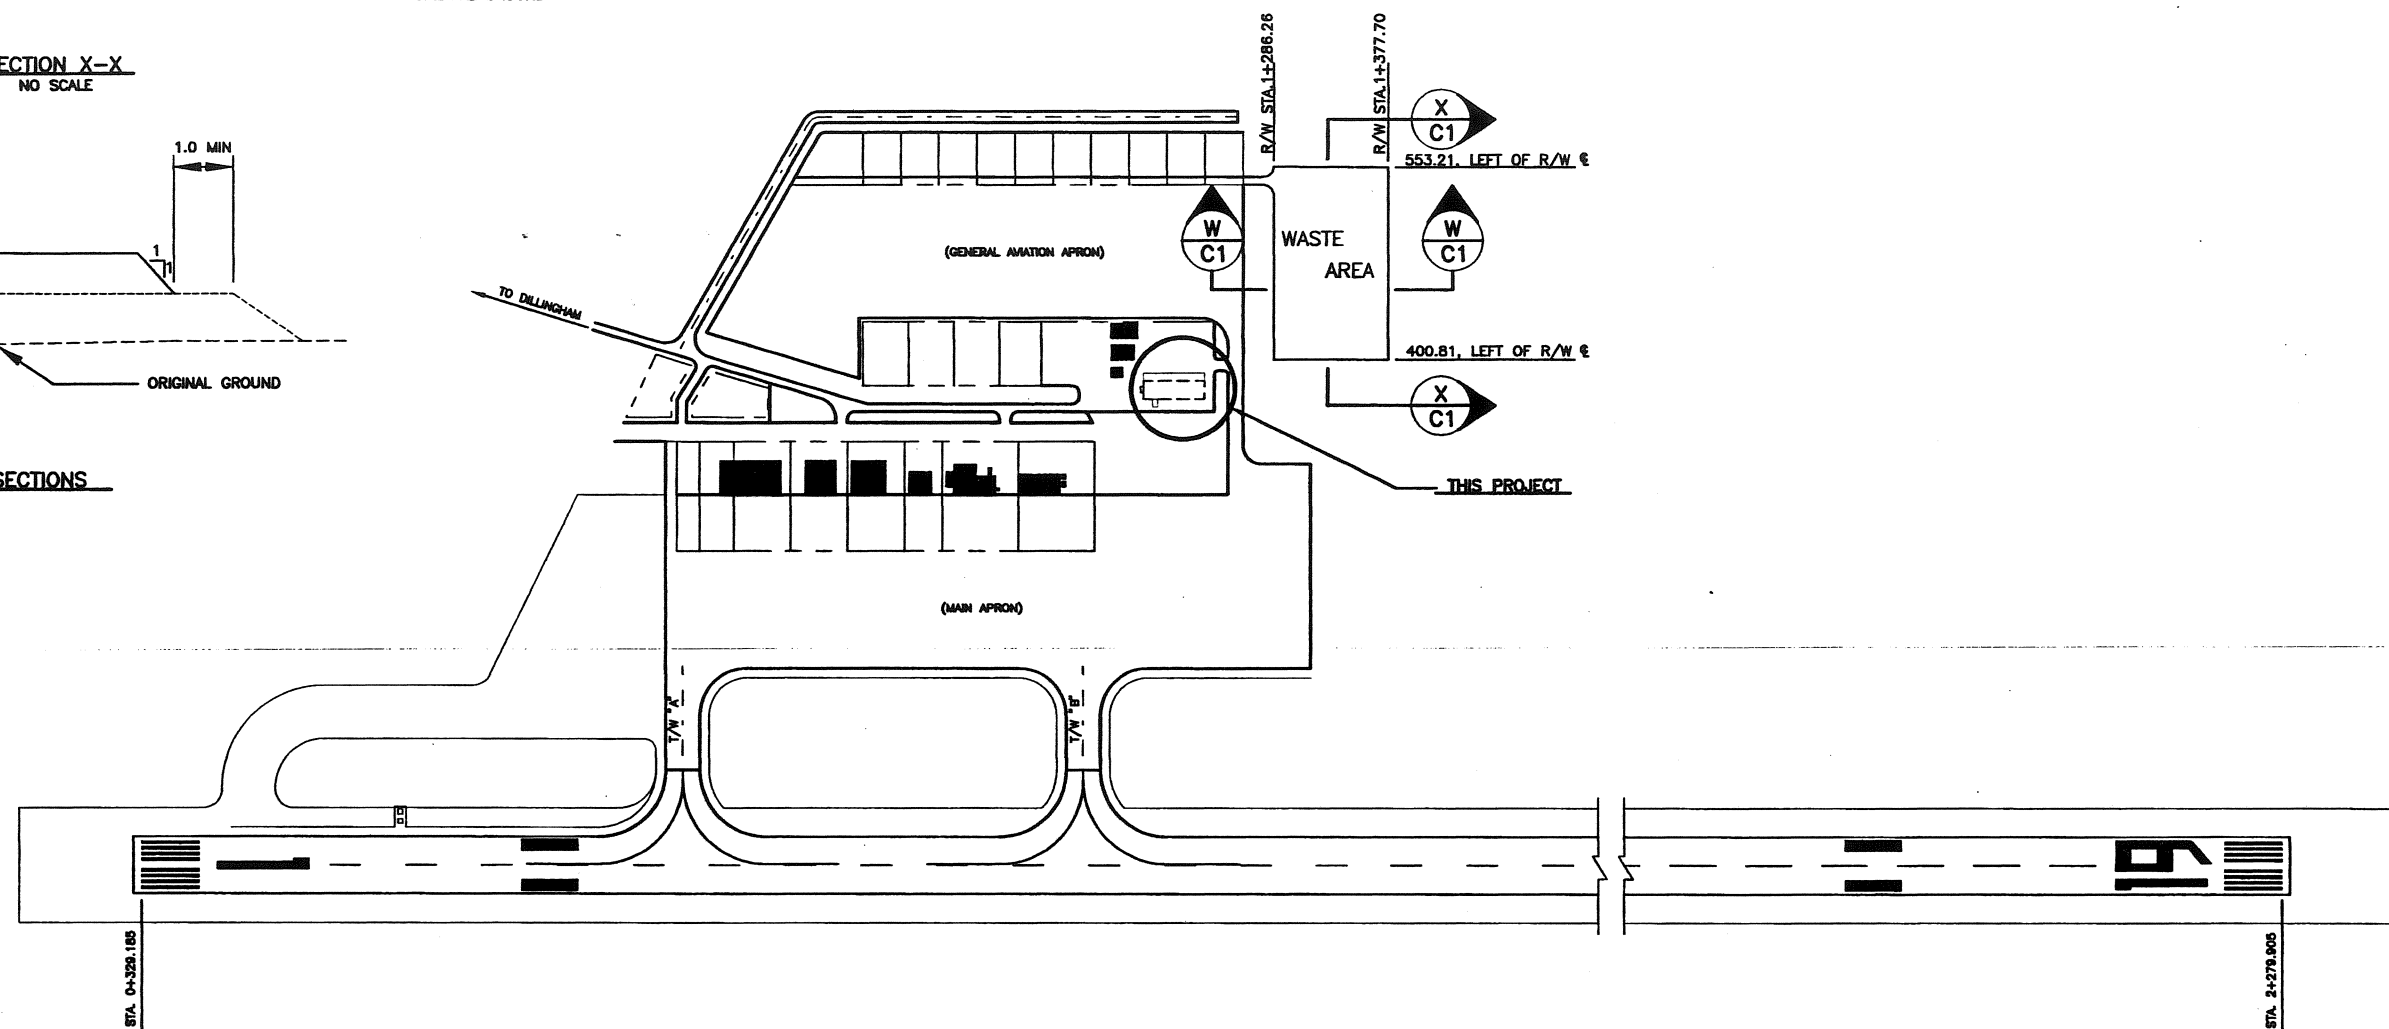 ECTION X-X
NO SCALE
1.0 MIN
1
1
ORIGINAL GROUND
SECTIONS
R/W STA.1+286.26
R/W STA.1+377.70
X
C1
553.21, LEFT OF R/W ℄
W
C1
WASTE
AREA
W
C1
(GENERAL AVIATION APRON)
TO DILLINGHAM
400.81, LEFT OF R/W ℄
X
C1
THIS PROJECT
(MAIN APRON)
T/W "A"
T/W "B"
STA. 0+329.185
STA. 2+279.905